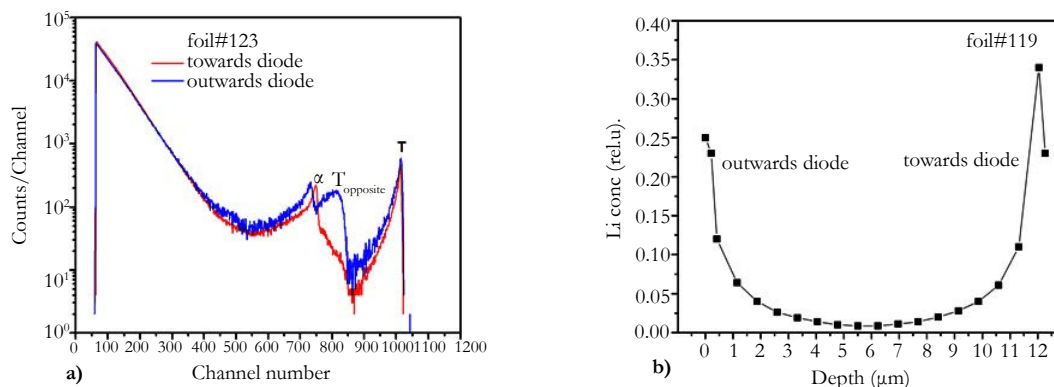 10⁵
10⁴
10³
10²
10¹
10⁰
Counts/Channel
foil#123
towards diode
outwards diode
α
T opposite
T
0 100 200 300 400 500 600 700 800 900 1000 1100 1200
Channel number
a)
0.40
0.35
0.30
0.25
0.20
0.15
0.10
0.05
0.00
Li conc (rel.u).
foil#119
outwards diode
towards diode
0 1 2 3 4 5 6 7 8 9 10 11 12
Depth (μm)
b)